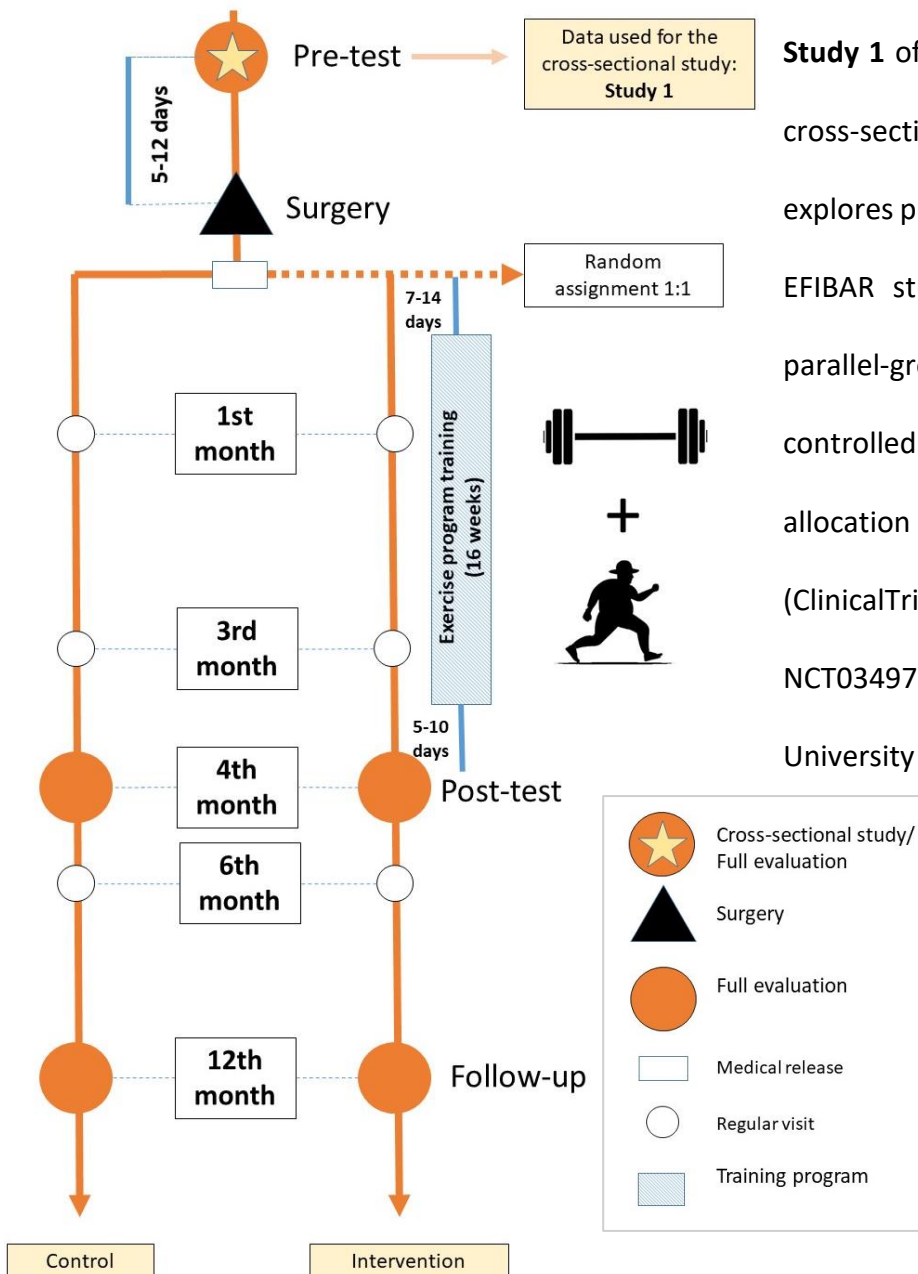 Pre-test
Data used for the
cross-sectional study:
Study 1
5-12 days
Surgery
Random
assignment 1:1
7-14
days
1st
month
Exercise program training
(16 weeks)
+
3rd
month
5-10
days
4th
month
Post-test
6th
month
12th
month
Follow-up
Control
Intervention
Study 1 of
cross-secti
explores p
EFIBAR st
parallel-gr
controlled
allocation
(ClinicalTri
NCT03497
University
Cross-sectional study/
Full evaluation
Surgery
Full evaluation
Medical release
Regular visit
Training program